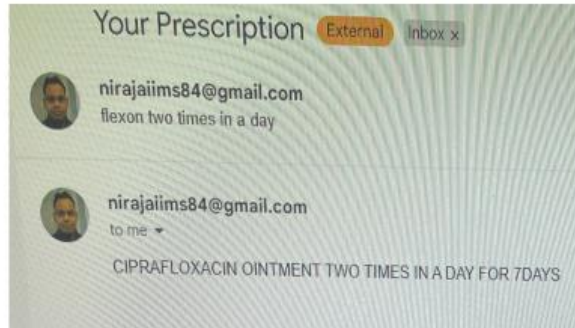 Your Prescription External Inbox x
nirajaiims84@gmail.com
flexon two times in a day
nirajaiims84@gmail.com
to me
CIPRAFLOXACIN OINTMENT TWO TIMES IN A DAY FOR 7DAYS